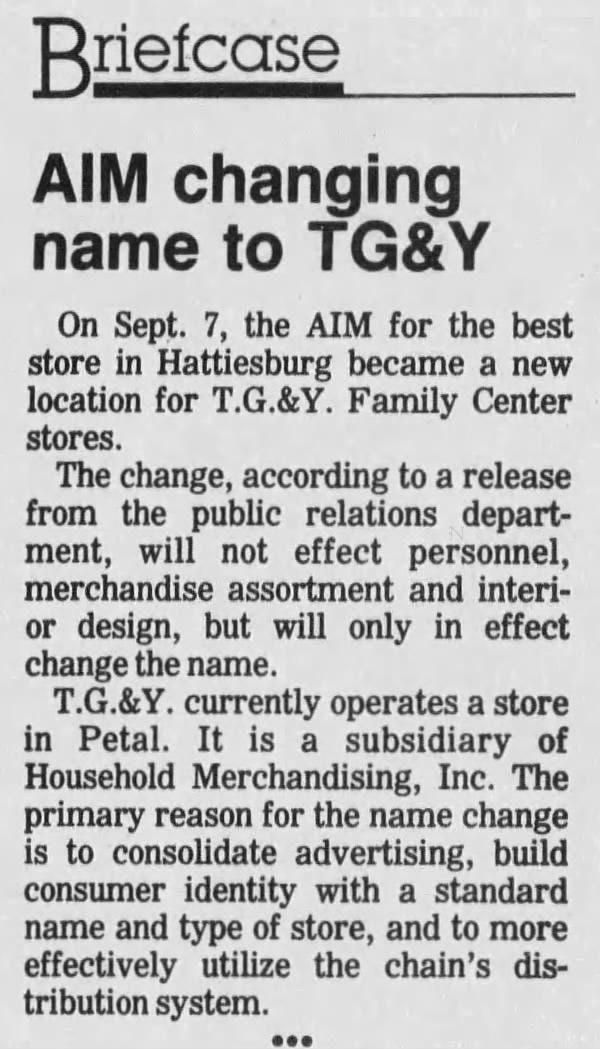 Briefcase
AIM changing
name to TG&Y
On Sept. 7, the AIM for the best
store in Hattiesburg became a new
location for T.G.&Y. Family Center
stores.
The change, according to a release
from the public relations depart-
ment, will not effect personnel,
merchandise assortment and interi-
or design, but will only in effect
change the name.
T.G.&Y. currently operates a store
in Petal. It is a subsidiary of
Household Merchandising, Inc. The
primary reason for the name change
is to consolidate advertising, build
consumer identity with a standard
name and type of store, and to more
effectively utilize the chain's dis-
tribution system.
•••